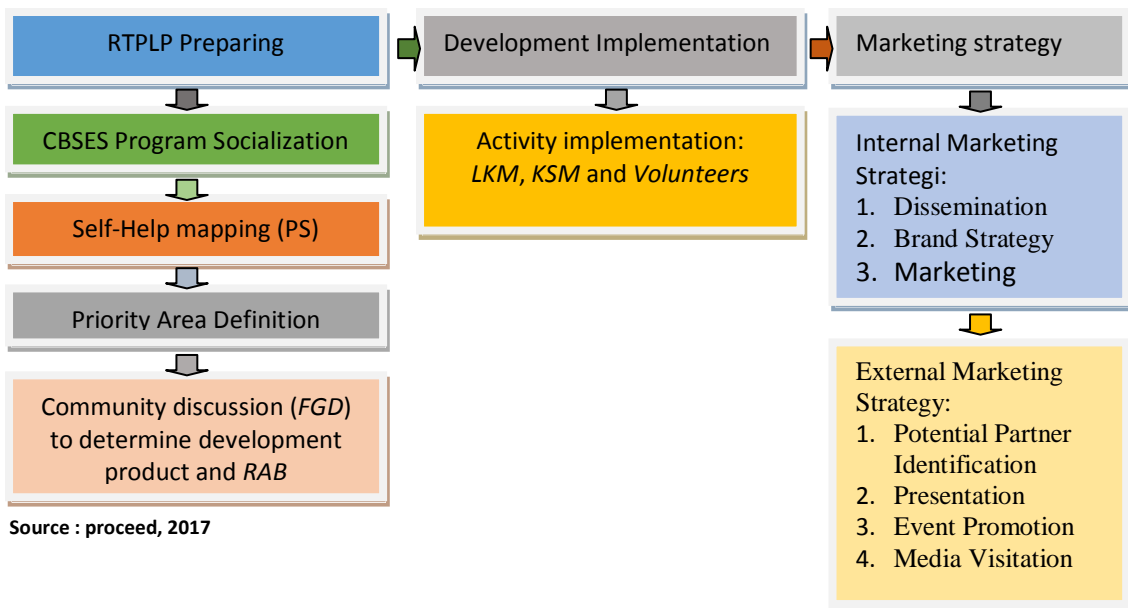 RTPLP Preparing
CBSES Program Socialization
Self-Help mapping (PS)
Priority Area Definition
Community discussion (FGD)
to determine development
product and RAB
Source : proceed, 2017
Development Implementation
Activity implementation:
LKM, KSM and Volunteers
Marketing strategy
Internal Marketing
Strategi:
1. Dissemination
2. Brand Strategy
3. Marketing
External Marketing
Strategy:
1. Potential Partner
Identification
2. Presentation
3. Event Promotion
4. Media Visitation